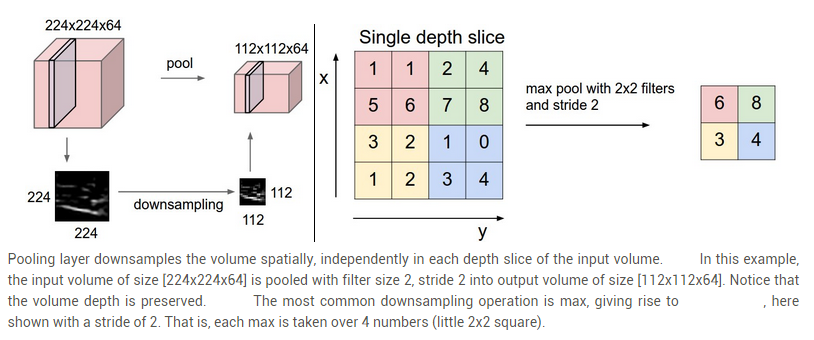 224x224x64
pool
112x112x64
224
224
downsampling
112
112
Single depth slice
x
1 1 2 4
5 6 7 8
3 2 1 0
1 2 3 4
y
max pool with 2x2 filters
and stride 2
6 8
3 4
Pooling layer downsamples the volume spatially, independently in each depth slice of the input volume. In this example,
the input volume of size [224x224x64] is pooled with filter size 2, stride 2 into output volume of size [112x112x64]. Notice that
the volume depth is preserved. The most common downsampling operation is max, giving rise to , here
shown with a stride of 2. That is, each max is taken over 4 numbers (little 2x2 square).